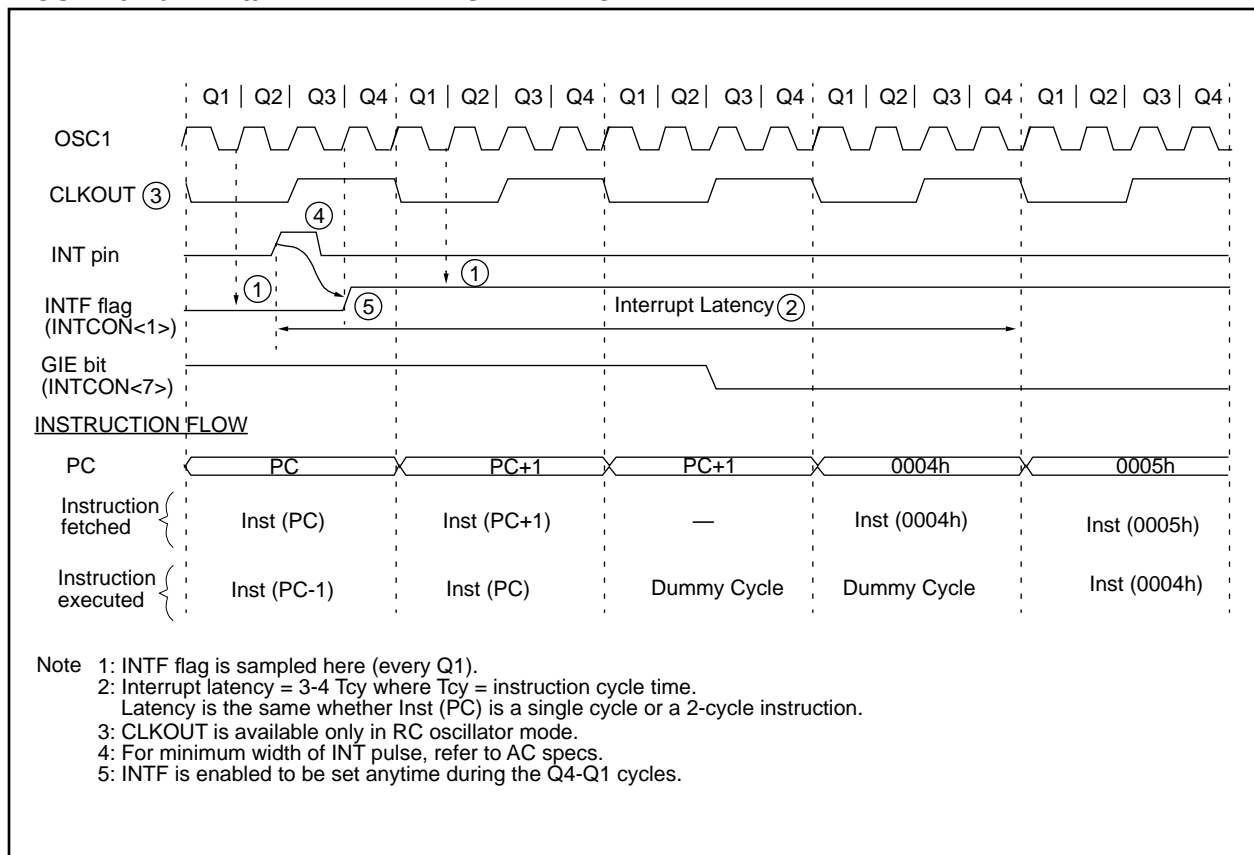 Q1 | Q2 | Q3 | Q4 Q1 | Q2 | Q3 | Q4 Q1 | Q2 | Q3 | Q4 Q1 | Q2 | Q3 | Q4 Q1 | Q2 | Q3 | Q4
OSC1
CLKOUT 3
4
INT pin
1
1
INTF flag
(INTCON<1>)
5
Interrupt Latency 2
GIE bit
(INTCON<7>)
INSTRUCTION FLOW
PC PC PC+1 PC+1 0004h 0005h
Instruction
fetched
Inst (PC) Inst (PC+1) — Inst (0004h) Inst (0005h)
Instruction
executed
Inst (PC-1) Inst (PC) Dummy Cycle Dummy Cycle Inst (0004h)
Note 1: INTF flag is sampled here (every Q1).
2: Interrupt latency = 3-4 Tcy where Tcy = instruction cycle time.
Latency is the same whether Inst (PC) is a single cycle or a 2-cycle instruction.
3: CLKOUT is available only in RC oscillator mode.
4: For minimum width of INT pulse, refer to AC specs.
5: INTF is enabled to be set anytime during the Q4-Q1 cycles.